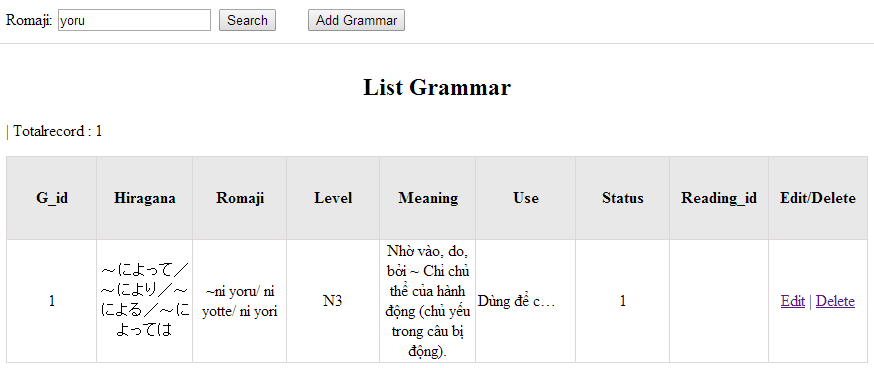 Romaji: yoru Search Add Grammar
List Grammar
| Totalrecord : 1
G_id Hiragana Romaji Level Meaning Use Status Reading_id Edit/Delete
1
～によって／
～により／～
による／～に
よっては
~ni yoru/ ni
yotte/ ni yori
N3
Nhờ vào, do,
bởi ~ Chỉ chủ
thể của hành
động (chủ yếu
trong câu bị
động).
Dùng để c…
1
Edit | Delete